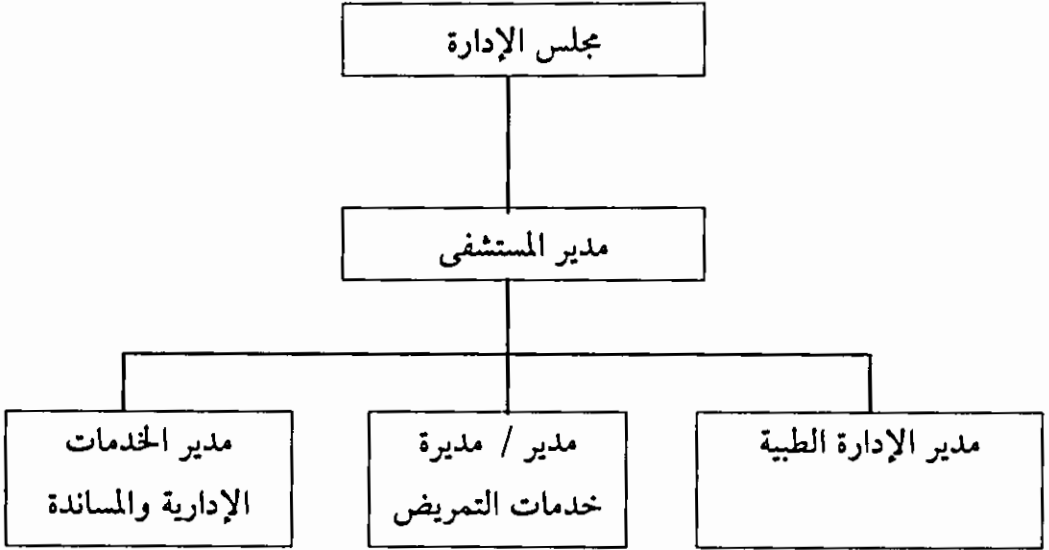 مجلس الإدارة
مدير المستشفى
مدير الإدارة الطبية
مدير / مديرة
خدمات التمريض
مدير الخدمات
الإدارية والمساندة